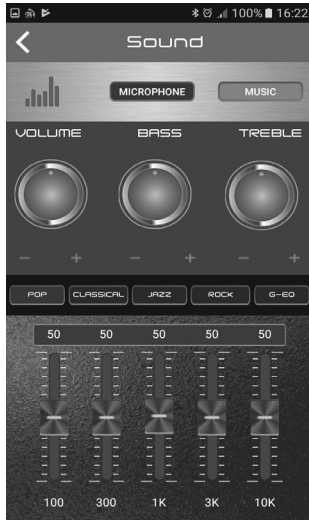 100% 16:22
Sound
MICROPHONE MUSIC
VOLUME BASS TREBLE
− + − + − +
POP CLASSICAL JAZZ ROCK G-EQ
50 50 50 50 50
100 300 1K 3K 10K